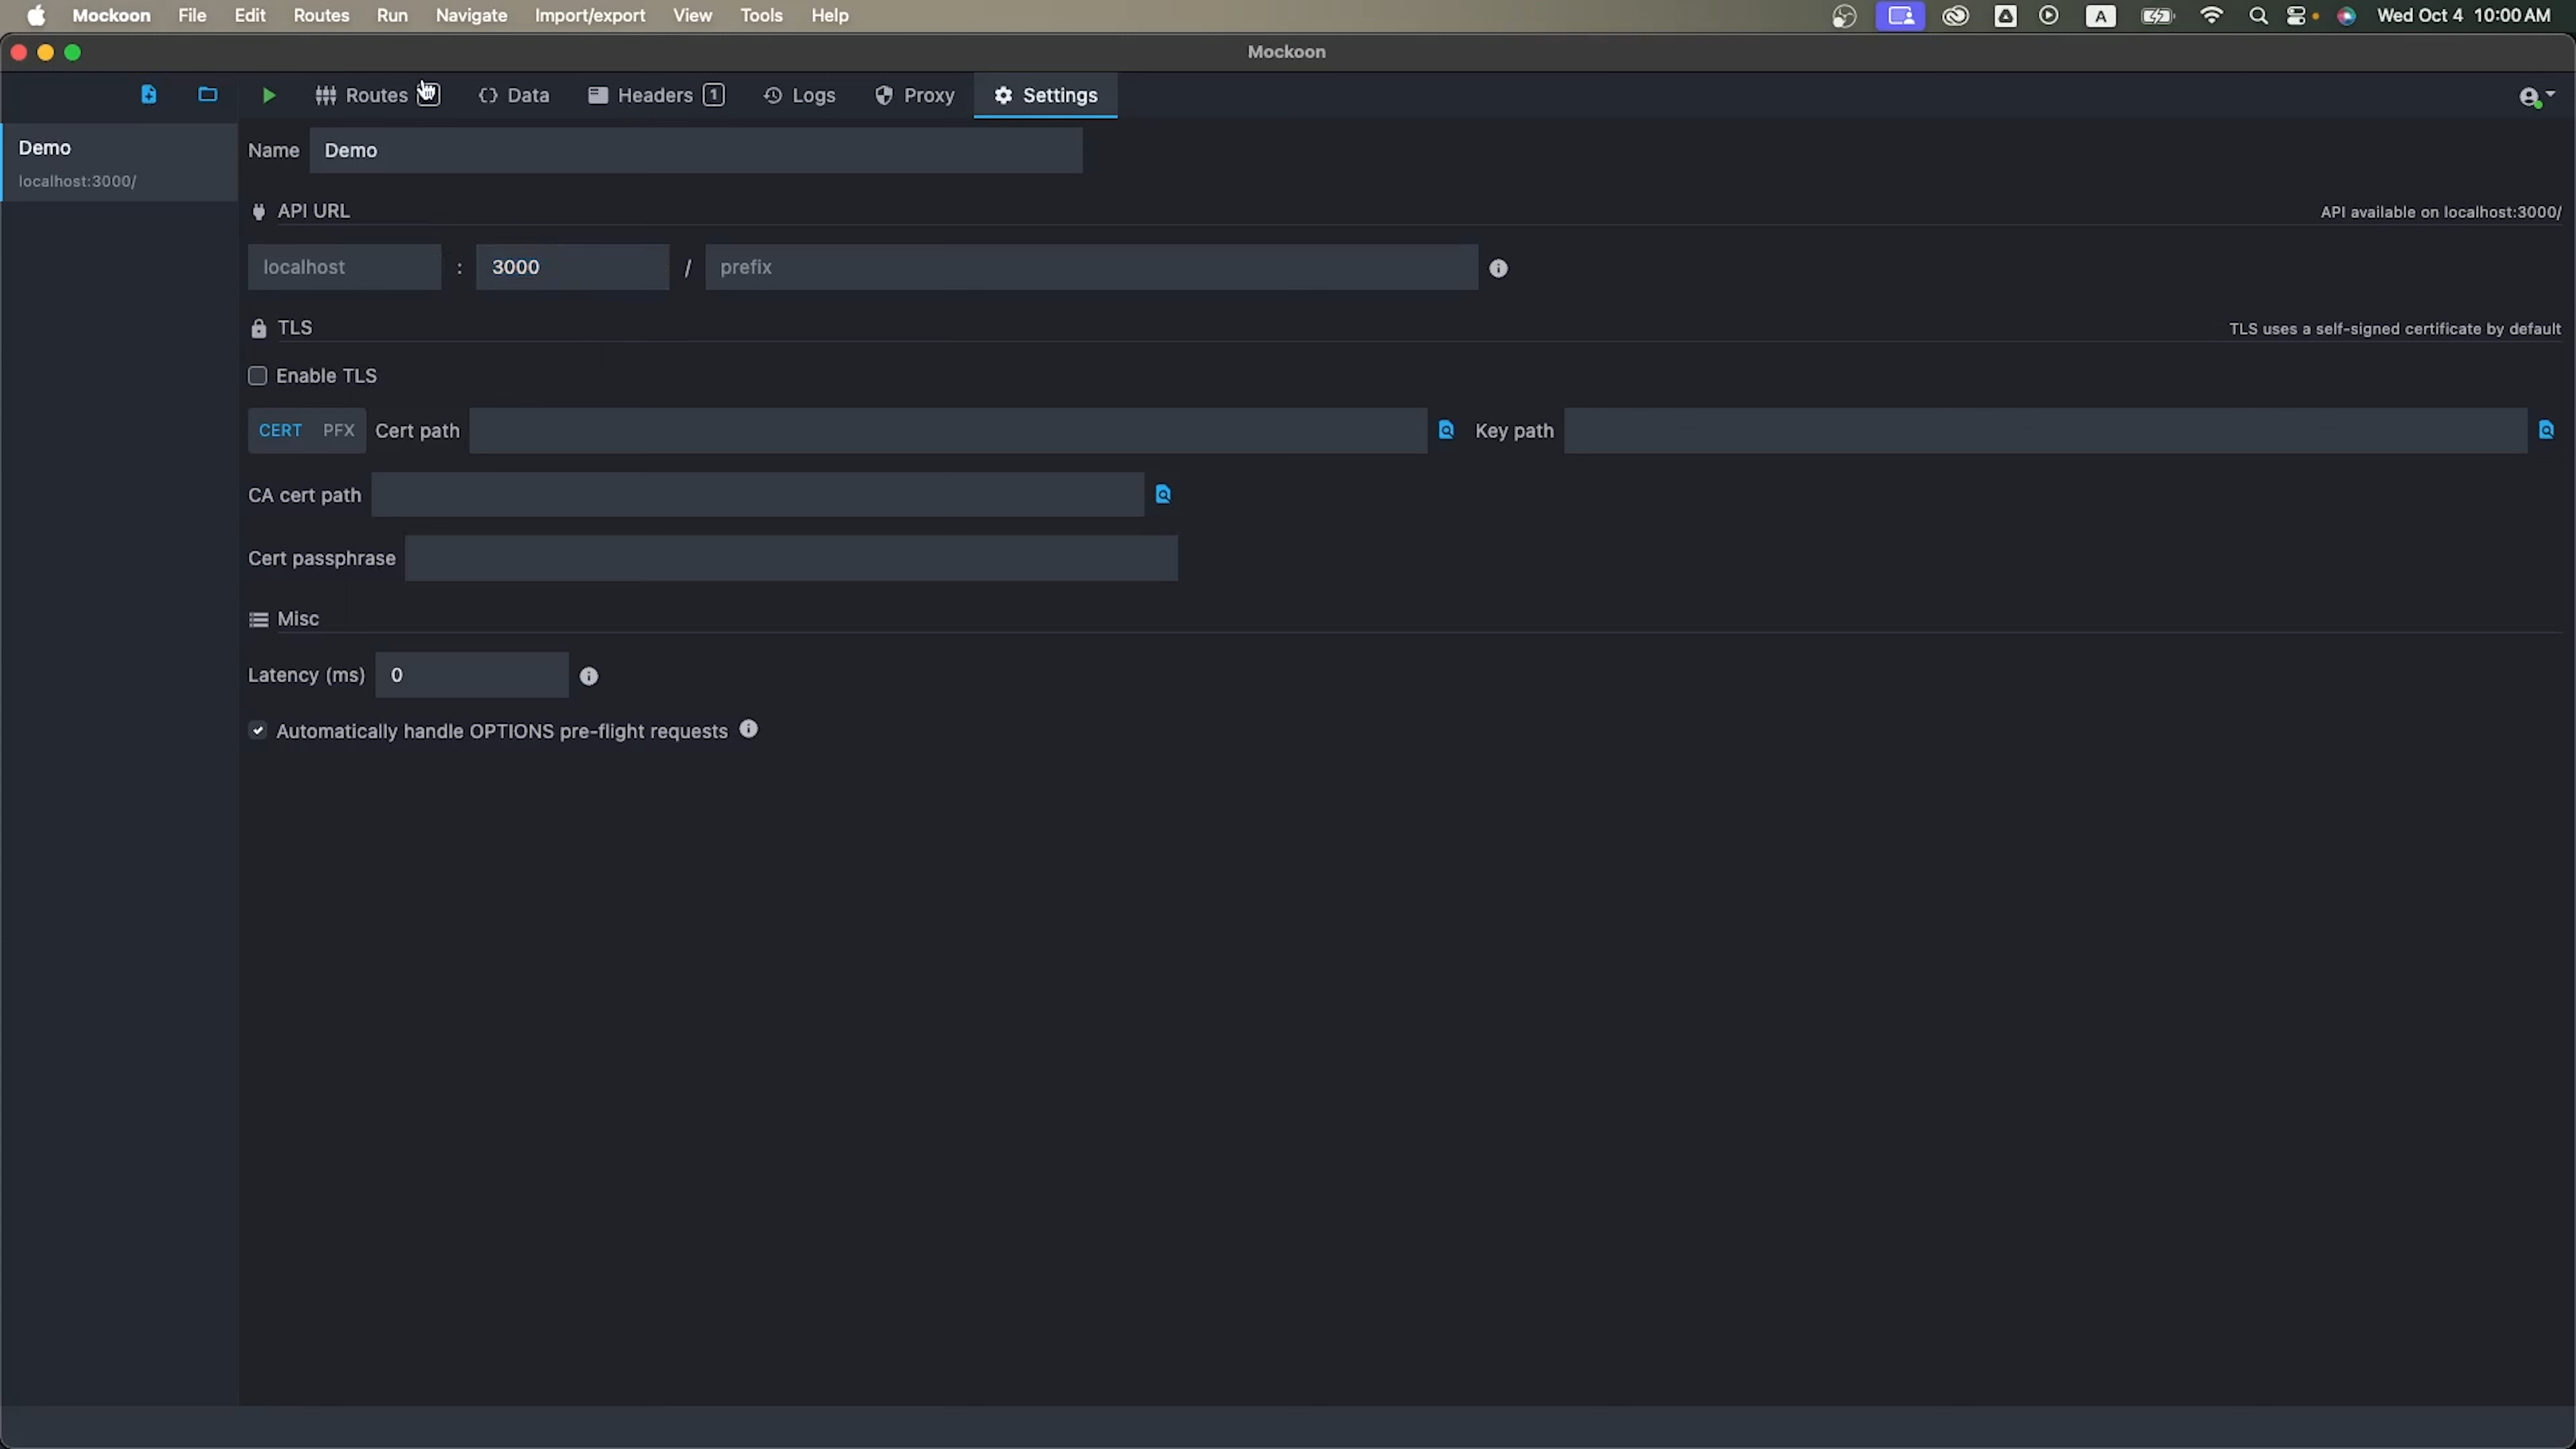 Mockoon File Edit Routes Run Navigate Import/export View Tools Help A Wed Oct 4 10:00 AM
Mockoon
Routes Data Headers 1 Logs Proxy Settings
Demo
localhost:3000/
Name Demo
API URL API available on localhost:3000/
localhost : 3000 / prefix
TLS TLS uses a self-signed certificate by default
Enable TLS
CERT PFX Cert path Key path
CA cert path
Cert passphrase
Misc
Latency (ms) 0
Automatically handle OPTIONS pre-flight requests